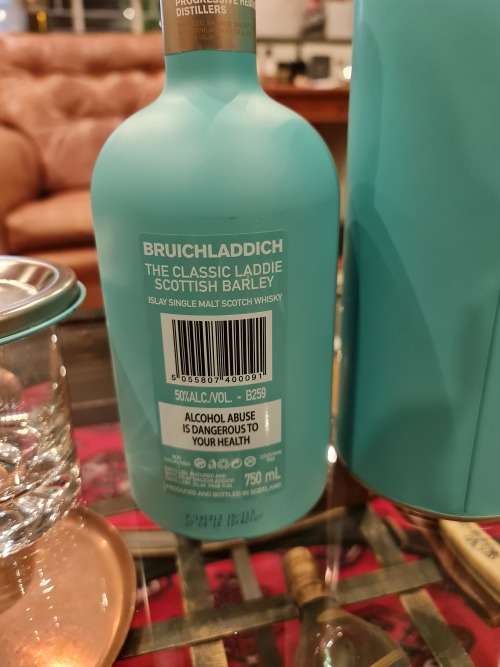 PROGRESSIVE
DISTILLERS
BRUICHLADDICH
THE CLASSIC LADDIE
SCOTTISH BARLEY
ISLAY SINGLE MALT SCOTCH WHISKY
5 055807 400091
50%ALC./VOL. - B259
ALCOHOL ABUSE
IS DANGEROUS TO
YOUR HEALTH
750 mL
PRODUCED AND BOTTLED IN SCOTLAND